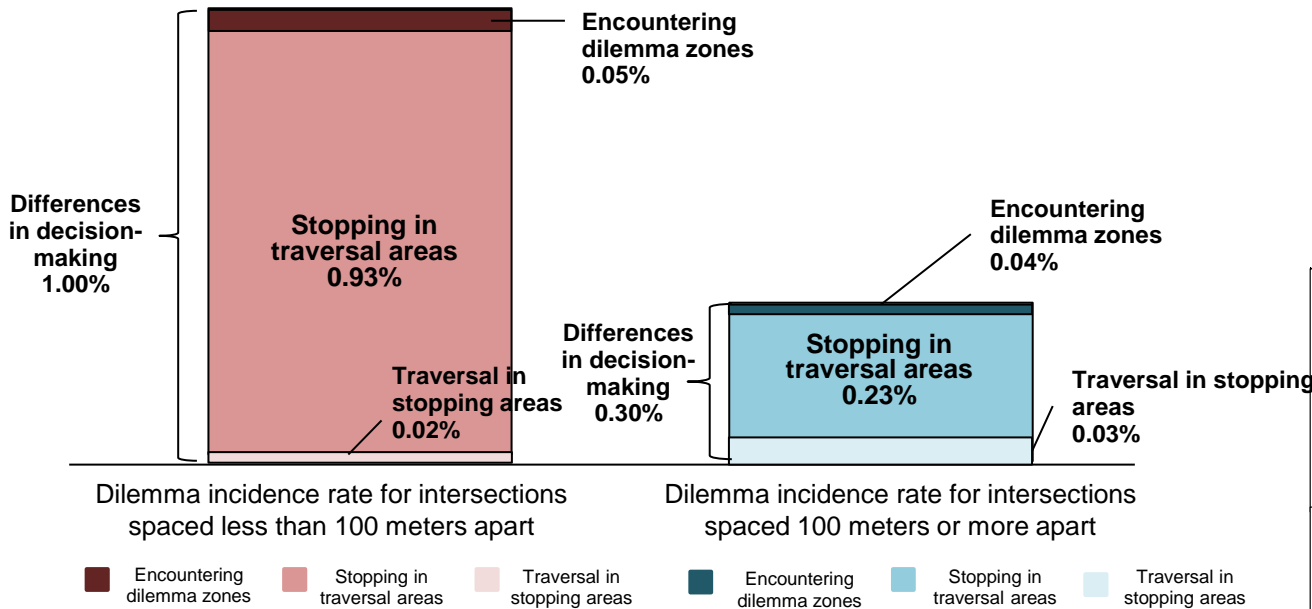 Encountering
dilemma zones
0.05%
Differences
in decision-
making
1.00%
Stopping in
traversal areas
0.93%
Traversal in
stopping areas
0.02%
Encountering
dilemma zones
0.04%
Differences
in decision-
making
0.30%
Stopping in
traversal areas
0.23%
Traversal in stopping
areas
0.03%
Dilemma incidence rate for intersections
spaced less than 100 meters apart
Dilemma incidence rate for intersections
spaced 100 meters or more apart
Encountering
dilemma zones
Stopping in
traversal areas
Traversal in
stopping areas
Encountering
dilemma zones
Stopping in
traversal areas
Traversal in
stopping areas